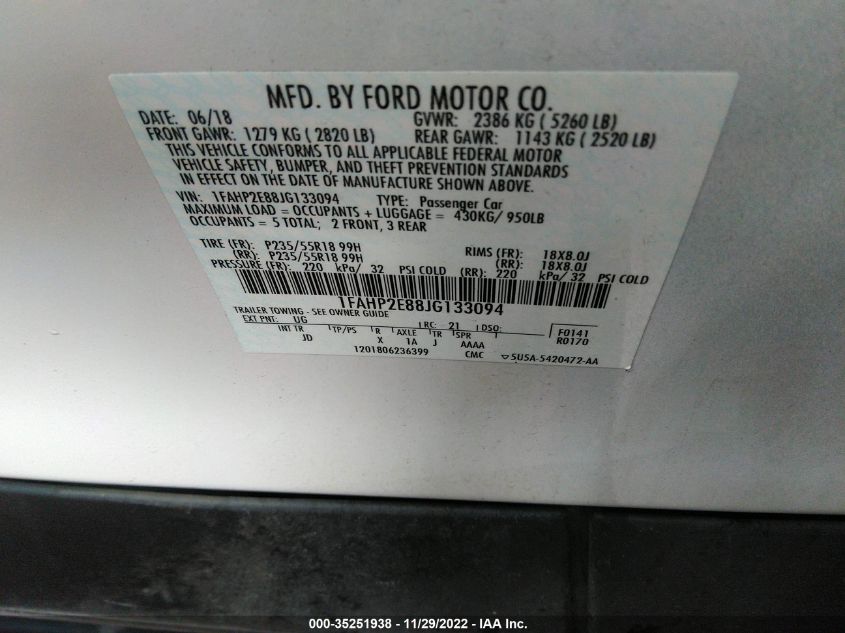 MFD. BY FORD MOTOR CO.
DATE: 06/18 GVWR: 2386 KG ( 5260 LB)
FRONT GAWR: 1279 KG ( 2820 LB) REAR GAWR: 1143 KG ( 2520 LB)
THIS VEHICLE CONFORMS TO ALL APPLICABLE FEDERAL MOTOR
VEHICLE SAFETY, BUMPER, AND THEFT PREVENTION STANDARDS
IN EFFECT ON THE DATE OF MANUFACTURE SHOWN ABOVE.
VIN: 1FAHP2E88JG133094 TYPE: Passenger Car
MAXIMUM LOAD = OCCUPANTS + LUGGAGE = 430KG/ 950LB
OCCUPANTS = 5 TOTAL; 2 FRONT, 3 REAR
TIRE (FR): P235/55R18 99H RIMS (FR): 18X8.0J
(RR): P235/55R18 99H (RR): 18X8.0J
PRESSURE (FR): 220 kPa/ 32 PSI COLD (RR): 220 kPa/ 32 PSI COLD
1FAHP2E88JG133094
TRAILER TOWING - SEE OWNER GUIDE
EXT PNT: UG RC: 21 DSO: F0141
INT TR TP/PS R AXLE TR SPR R0170
JD X 1A J AAAA
1201806236399 CMC 5U5A-5420472-AA
000-35251938 - 11/29/2022 - IAA Inc.